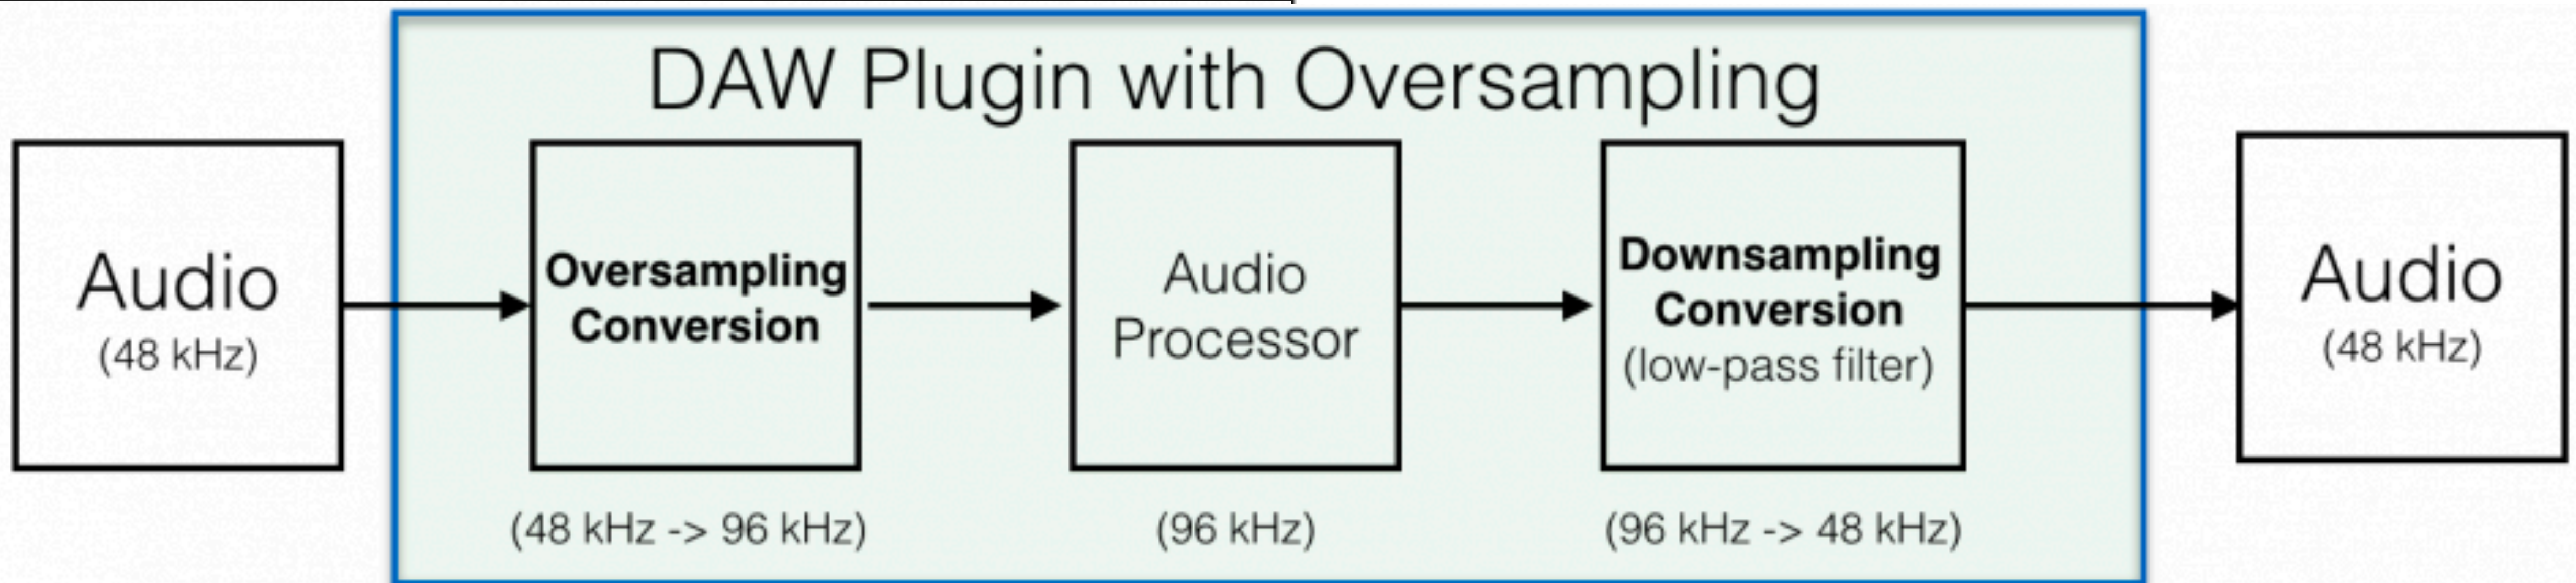 DAW Plugin with Oversampling
Audio
(48 kHz)
Oversampling
Conversion
(48 kHz -> 96 kHz)
Audio
Processor
(96 kHz)
Downsampling
Conversion
(low-pass filter)
(96 kHz -> 48 kHz)
Audio
(48 kHz)